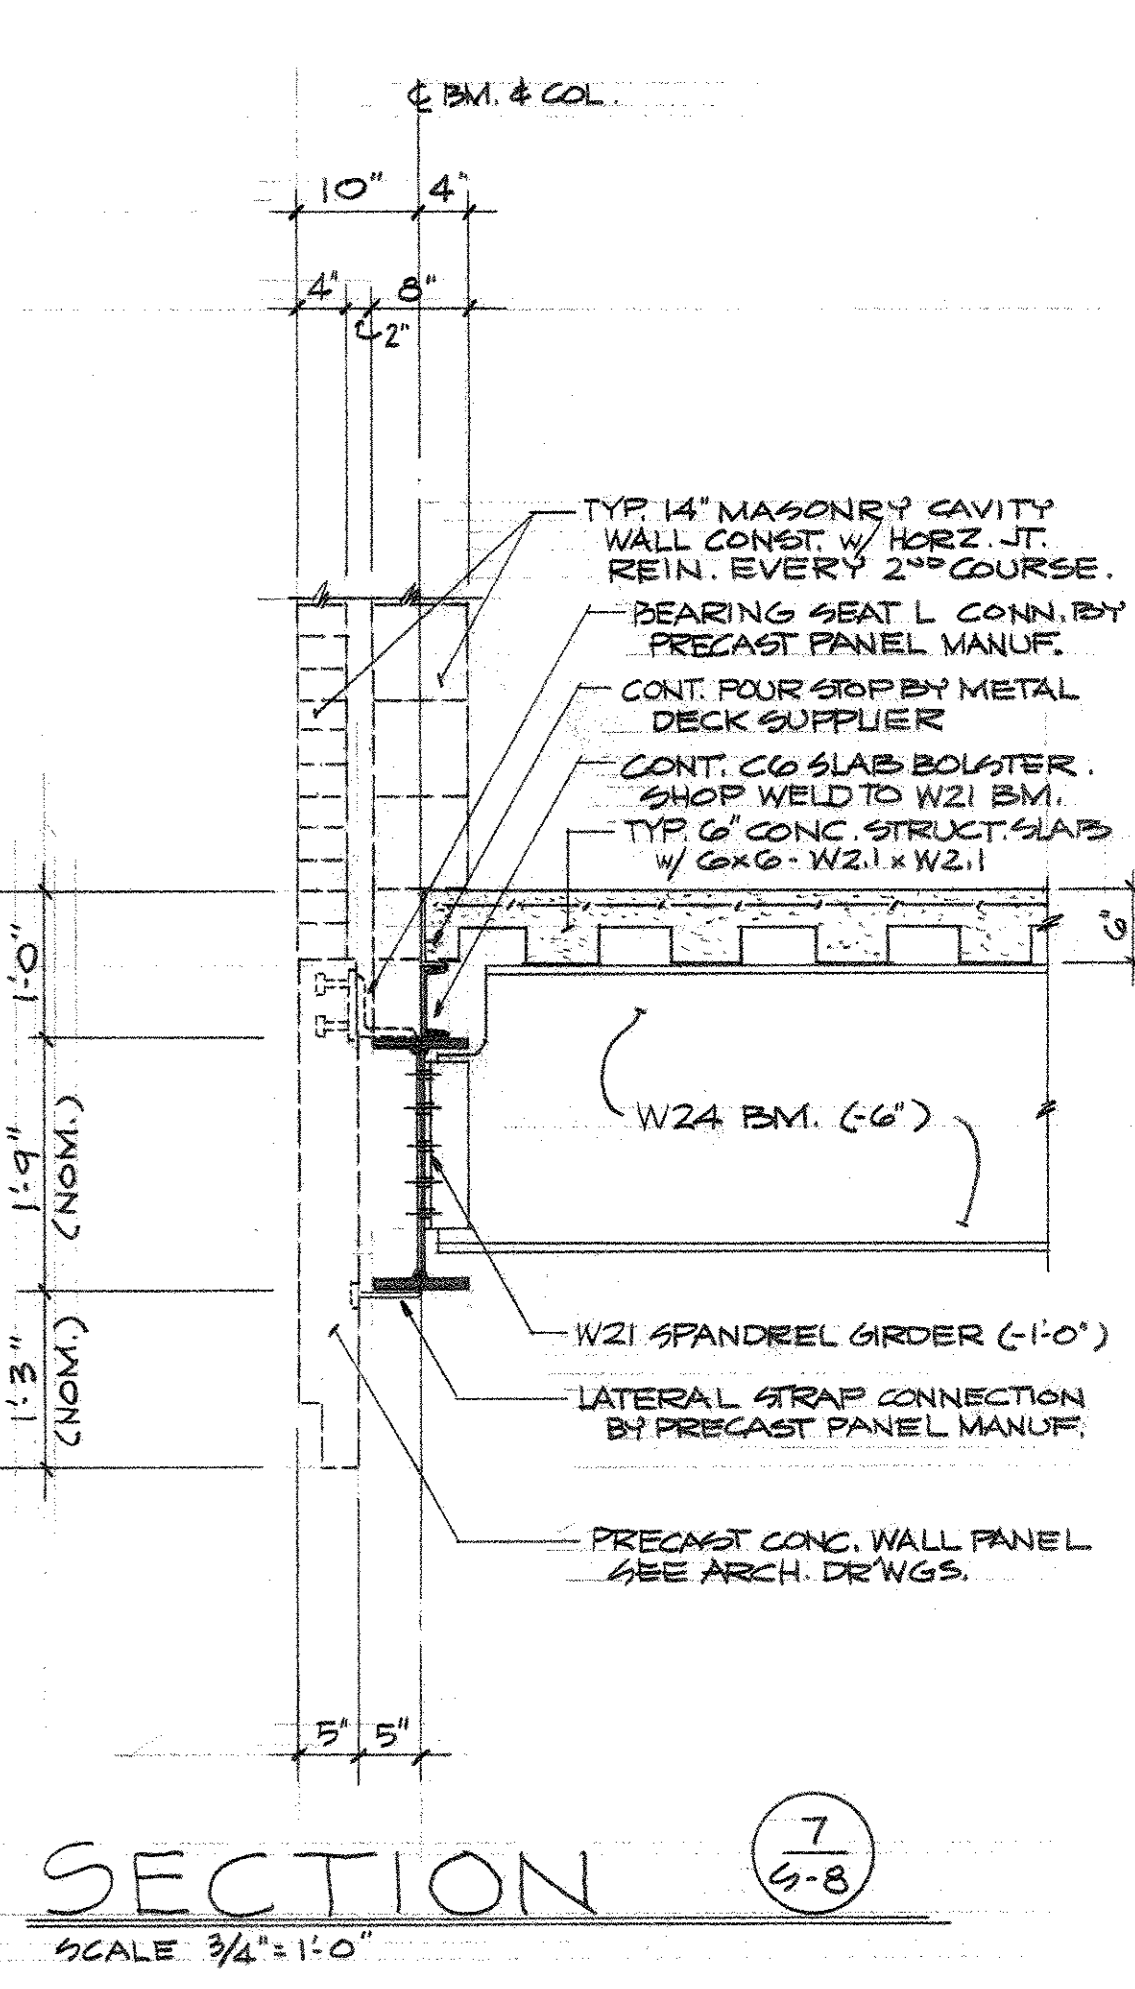 ℄ BM. & COL.
10" 4"
4" 8"
2"
TYP. 14" MASONRY CAVITY
WALL CONST. w/ HORZ. JT.
REIN. EVERY 2ND COURSE.
BEARING SEAT L CONN. BY
PRECAST PANEL MANUF.
CONT. POUR STOP BY METAL
DECK SUPPLIER
CONT. C6 SLAB BOLSTER.
SHOP WELD TO W21 BM.
TYP. 6" CONC. STRUCT. SLAB
w/ 6x6 - W2.1 x W2.1
6"
1'-0"
1'-9" (NOM.)
1'-3" (NOM.)
W24 BM. (-6")
W21 SPANDREL GIRDER (-1'-0")
LATERAL STRAP CONNECTION
BY PRECAST PANEL MANUF.
PRECAST CONC. WALL PANEL
SEE ARCH. DR'WGS.
5" 5"
SECTION
7
S-8
SCALE 3/4" = 1'-0"